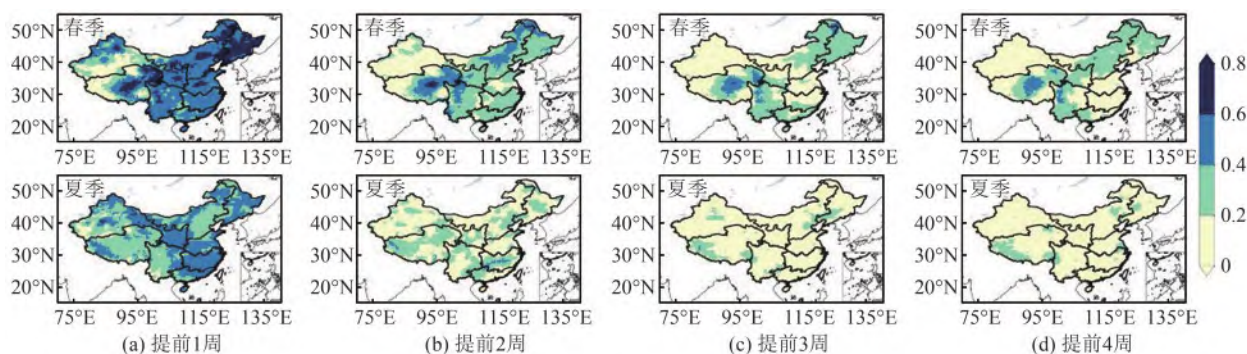 50°N 春季 春季 50°N 春季 50°N 春季 50°N
40°N 40°N 40°N 40°N
30°N 30°N 30°N 30°N
20°N 20°N 20°N 20°N
75°E 95°E 115°E 135°E 75°E 95°E 115°E 135°E 75°E 95°E 115°E 135°E 75°E 95°E 115°E 135°E
50°N 夏季 50°N 夏季 50°N 夏季 50°N 夏季
40°N 40°N 40°N 40°N
30°N 30°N 30°N 30°N
20°N 20°N 20°N 20°N
75°E 95°E 115°E 135°E 75°E 95°E 115°E 135°E 75°E 95°E 115°E 135°E 75°E 95°E 115°E 135°E
(a) 提前1周 (b) 提前2周 (c) 提前3周 (d) 提前4周
0.8
0.6
0.4
0.2
0